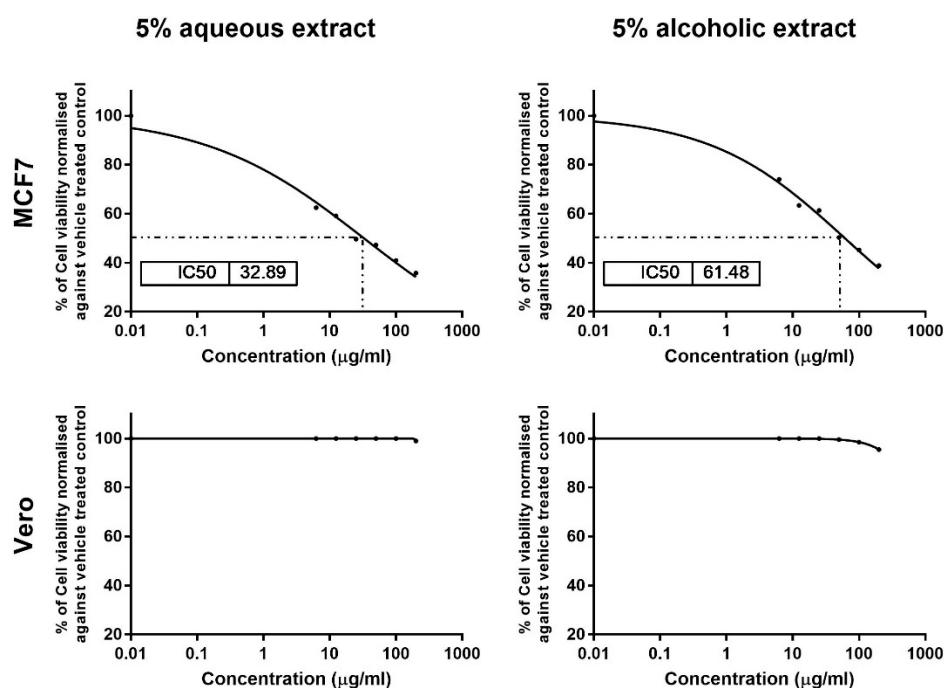 5% aqueous extract
5% alcoholic extract
MCF7
% of Cell viability normalised
against vehicle treated control
100
80
60
40
20
IC50 32.89
0.01 0.1 1 10 100 1000
Concentration (µg/ml)
% of Cell viability normalised
against vehicle treated control
100
80
60
40
20
IC50 61.48
0.01 0.1 1 10 100 1000
Concentration (µg/ml)
Vero
% of Cell viability normalised
against vehicle treated control
100
80
60
40
20
0.01 0.1 1 10 100 1000
Concentration (µg/ml)
% of Cell viability normalised
against vehicle treated control
100
80
60
40
20
0.01 0.1 1 10 100 1000
Concentration (µg/ml)